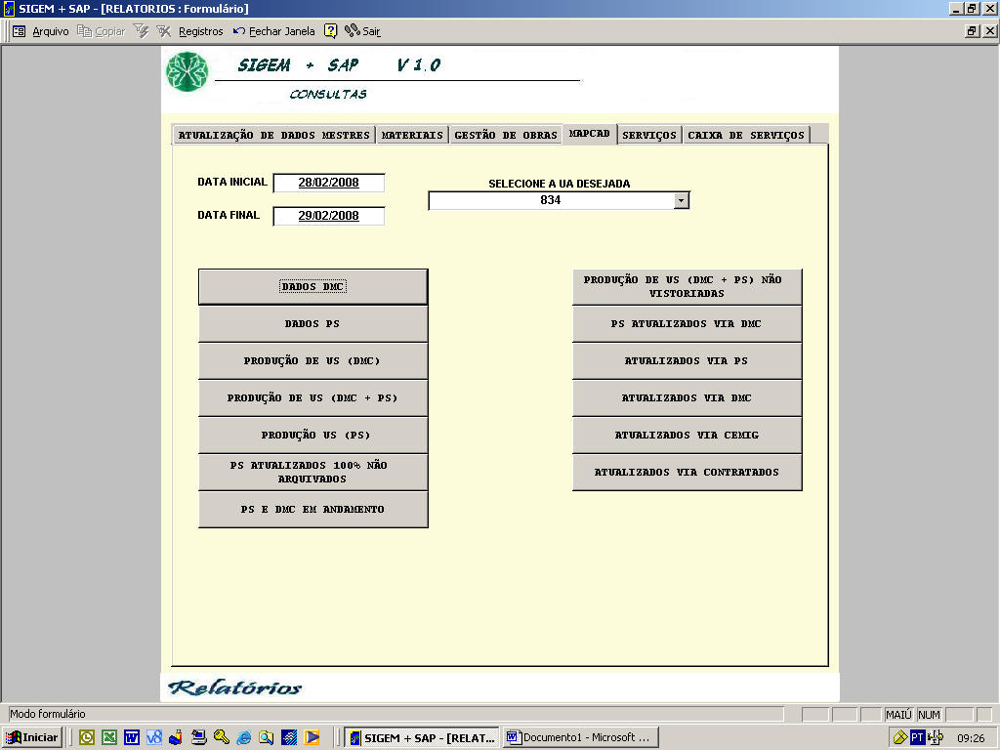 SIGEM + SAP - [RELATORIOS : Formulário]
Arquivo Copiar Registros Fechar Janela Sair
SIGEM + SAP V 1.0
CONSULTAS
ATUALIZAÇÃO DE DADOS MESTRES MATERIAIS GESTÃO DE OBRAS MAPCAD SERVIÇOS CAIXA DE SERVIÇOS
DATA INICIAL 28/02/2008
SELECIONE A UA DESEJADA
834
DATA FINAL 29/02/2008
DADOS DMC
DADOS PS
PRODUÇÃO DE US (DMC)
PRODUÇÃO DE US (DMC + PS)
PRODUÇÃO US (PS)
PS ATUALIZADOS 100% NÃO
ARQUIVADOS
PS E DMC EM ANDAMENTO
PRODUÇÃO DE US (DMC + PS) NÃO
VISTORIADAS
PS ATUALIZADOS VIA DMC
ATUALIZADOS VIA PS
ATUALIZADOS VIA DMC
ATUALIZADOS VIA CEMIG
ATUALIZADOS VIA CONTRATADOS
Relatórios
Modo formulário MAIÚ NUM
Iniciar SIGEM + SAP - [RELAT... Documento1 - Microsoft ... PT 09:26